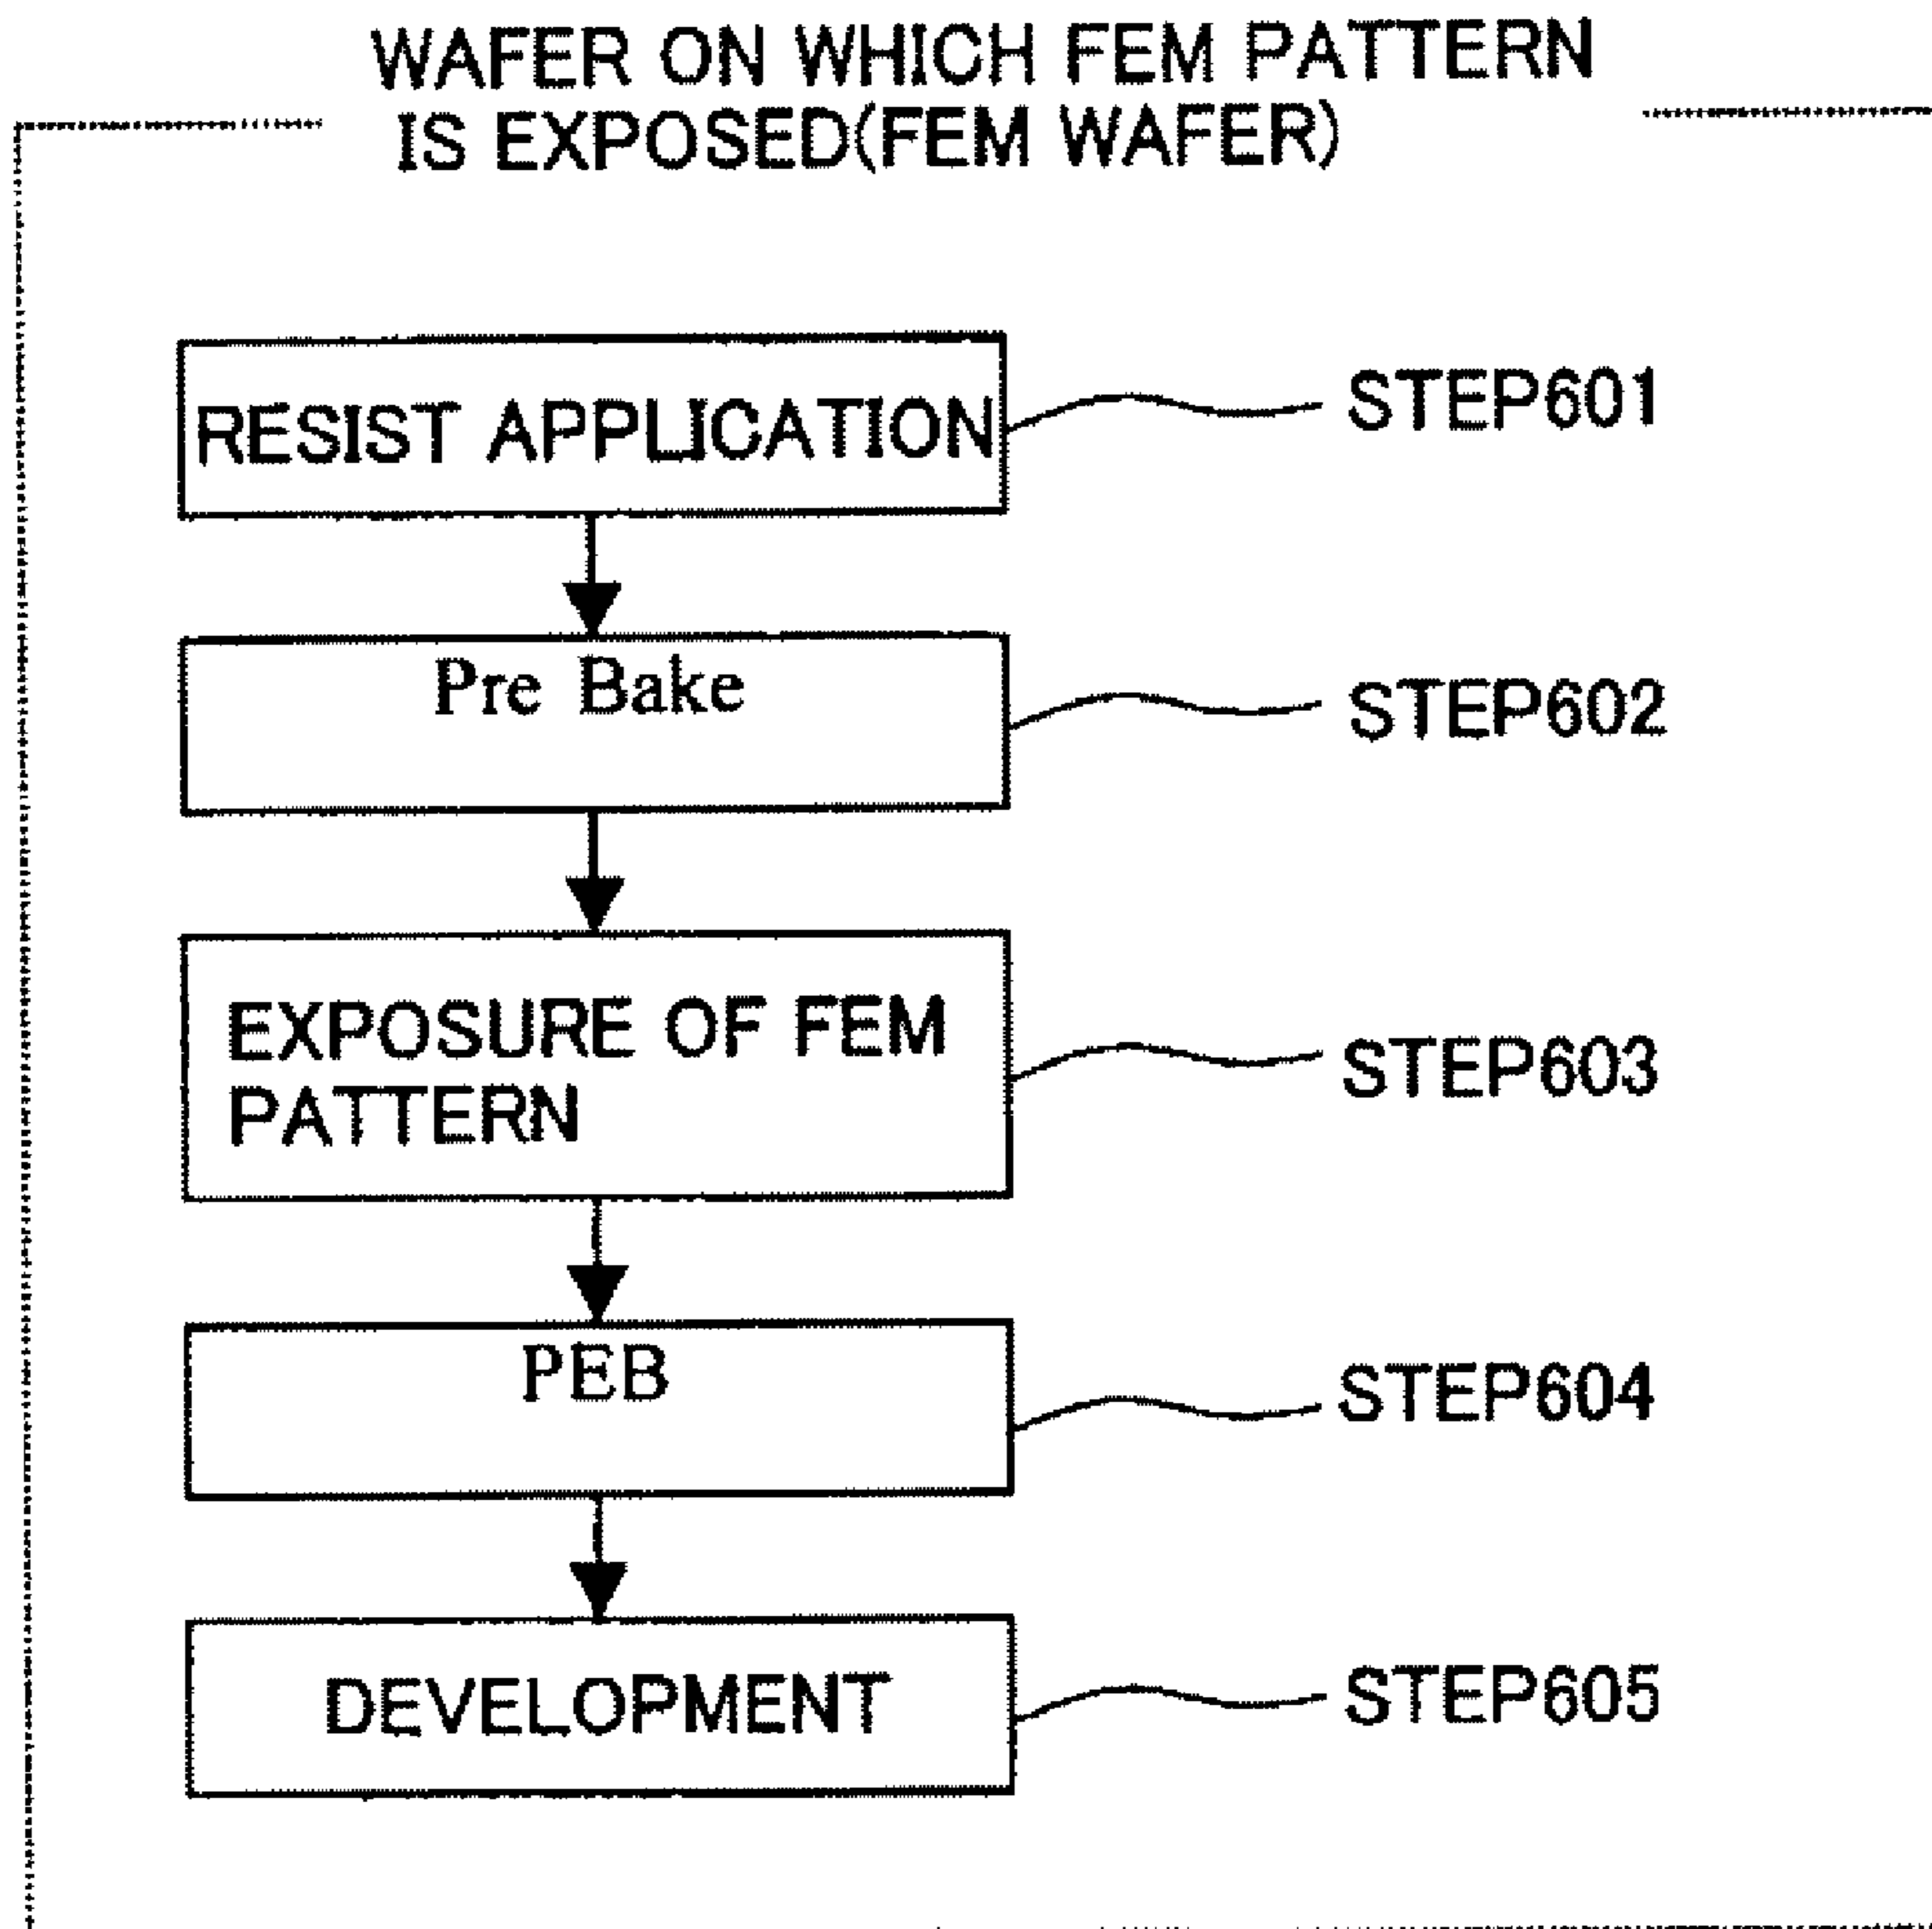 WAFER ON WHICH FEM PATTERN
IS EXPOSED(FEM WAFER)
RESIST APPLICATION
STEP601
Pre Bake
STEP602
EXPOSURE OF FEM
PATTERN
STEP603
PEB
STEP604
DEVELOPMENT
STEP605